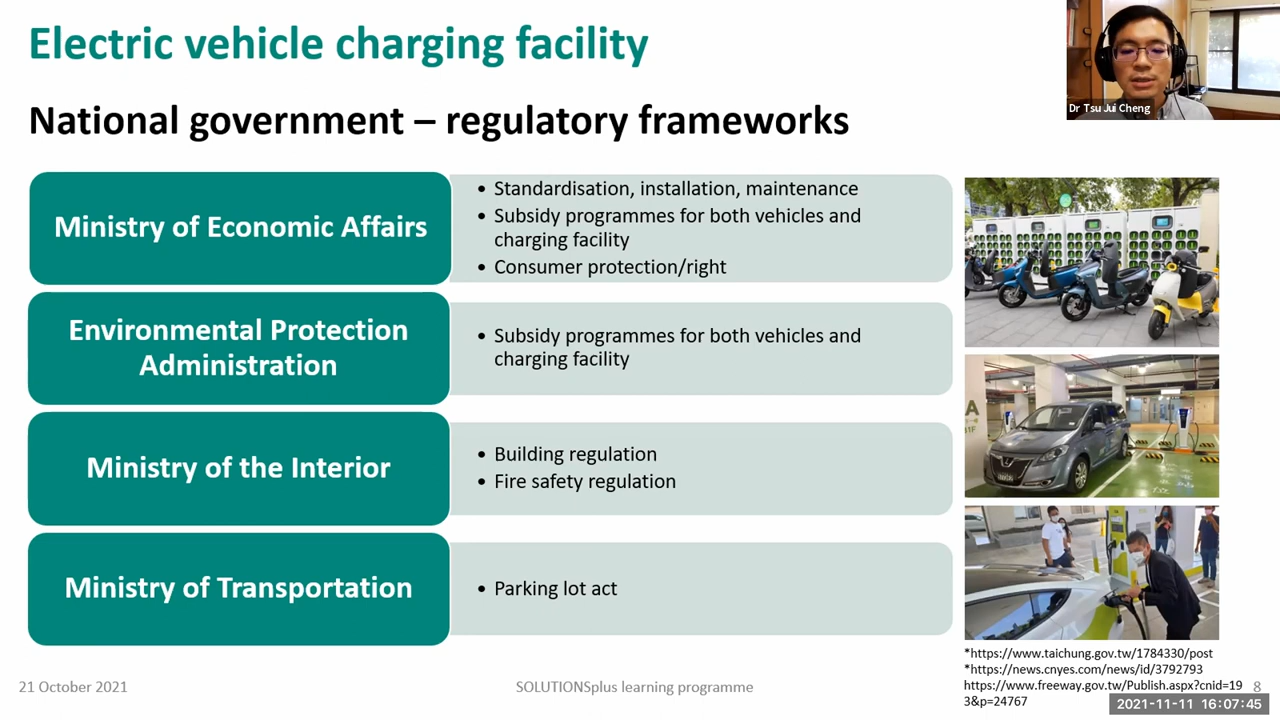 Electric vehicle charging facility
National government – regulatory frameworks
Dr Tsu Jui Cheng
Ministry of Economic Affairs
• Standardisation, installation, maintenance
• Subsidy programmes for both vehicles and
charging facility
• Consumer protection/right
Environmental Protection
Administration
• Subsidy programmes for both vehicles and
charging facility
Ministry of the Interior
• Building regulation
• Fire safety regulation
Ministry of Transportation
• Parking lot act
*https://www.taichung.gov.tw/1784330/post
*https://news.cnyes.com/news/id/3792793
https://www.freeway.gov.tw/Publish.aspx?cnid=19
3&p=24767
21 October 2021
SOLUTIONSplus learning programme
8
2021-11-11 16:07:45